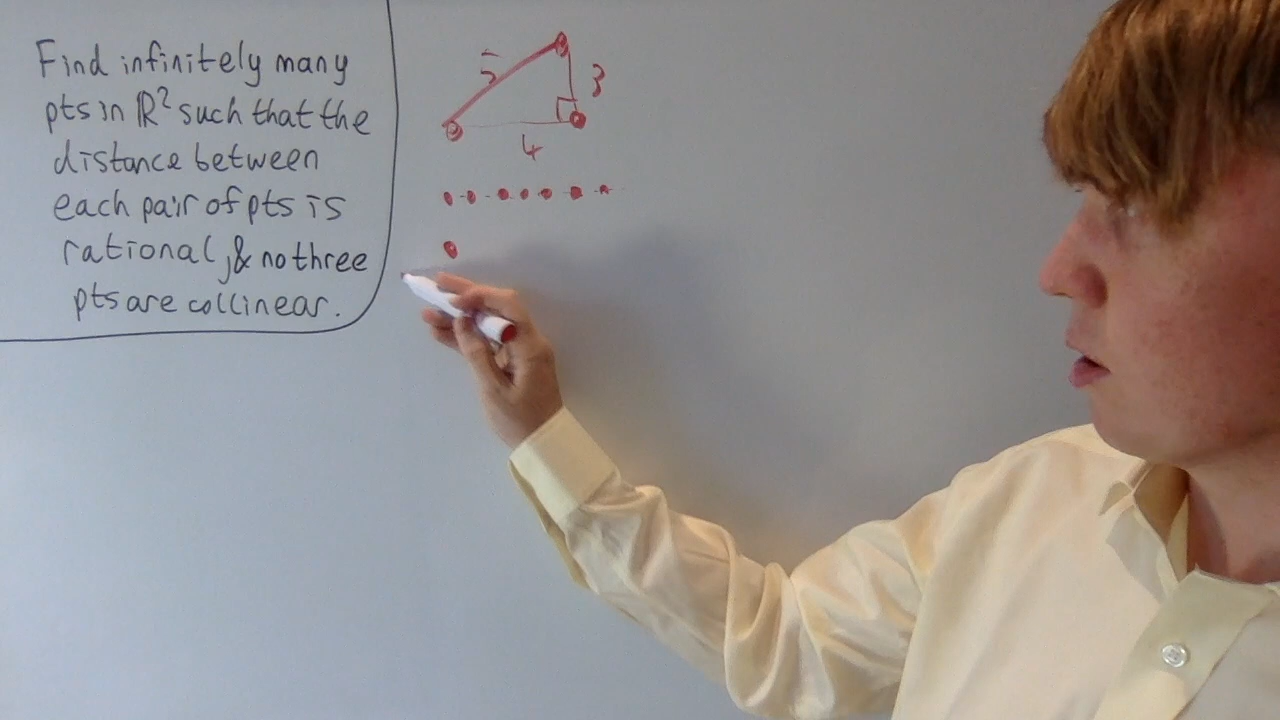 Find infinitely many
pts in ℝ² such that the
distance between
each pair of pts is
rational, & no three
pts are collinear.
5
3
4